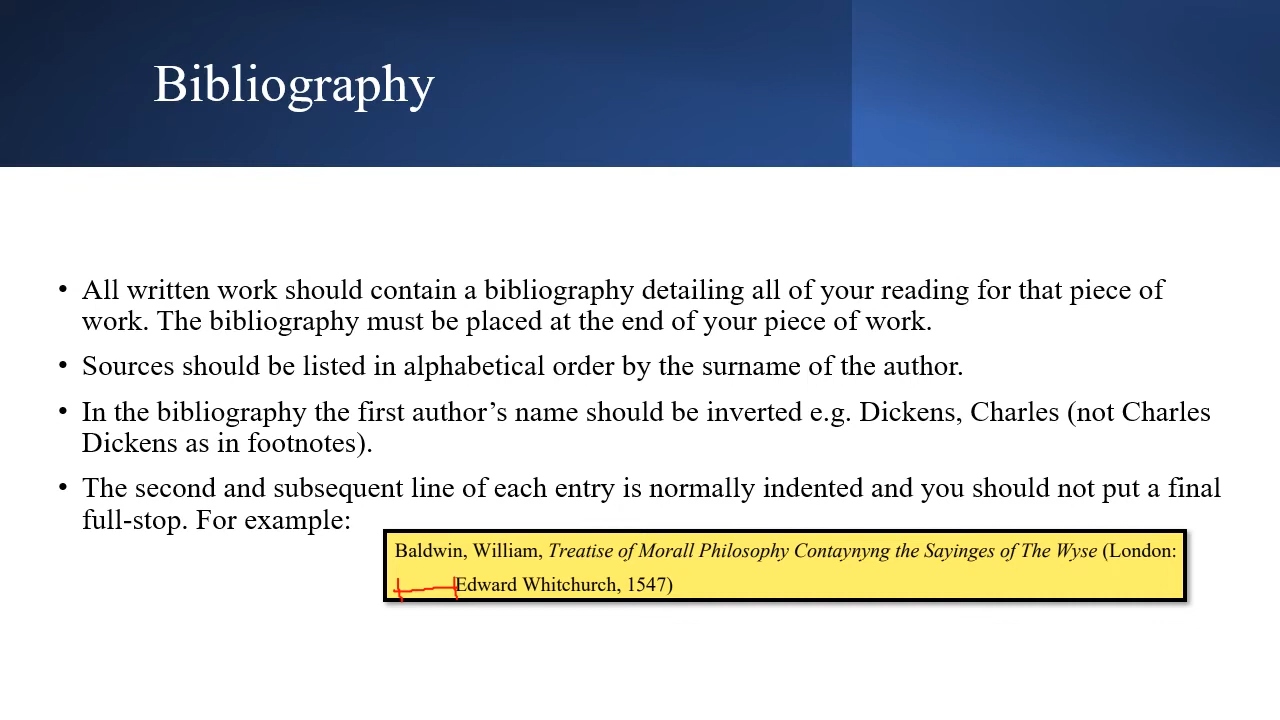 Bibliography
• All written work should contain a bibliography detailing all of your reading for that piece of
work. The bibliography must be placed at the end of your piece of work.
• Sources should be listed in alphabetical order by the surname of the author.
• In the bibliography the first author’s name should be inverted e.g. Dickens, Charles (not Charles
Dickens as in footnotes).
• The second and subsequent line of each entry is normally indented and you should not put a final
full-stop. For example:
Baldwin, William, Treatise of Morall Philosophy Contaynyng the Sayinges of The Wyse (London:
Edward Whitchurch, 1547)